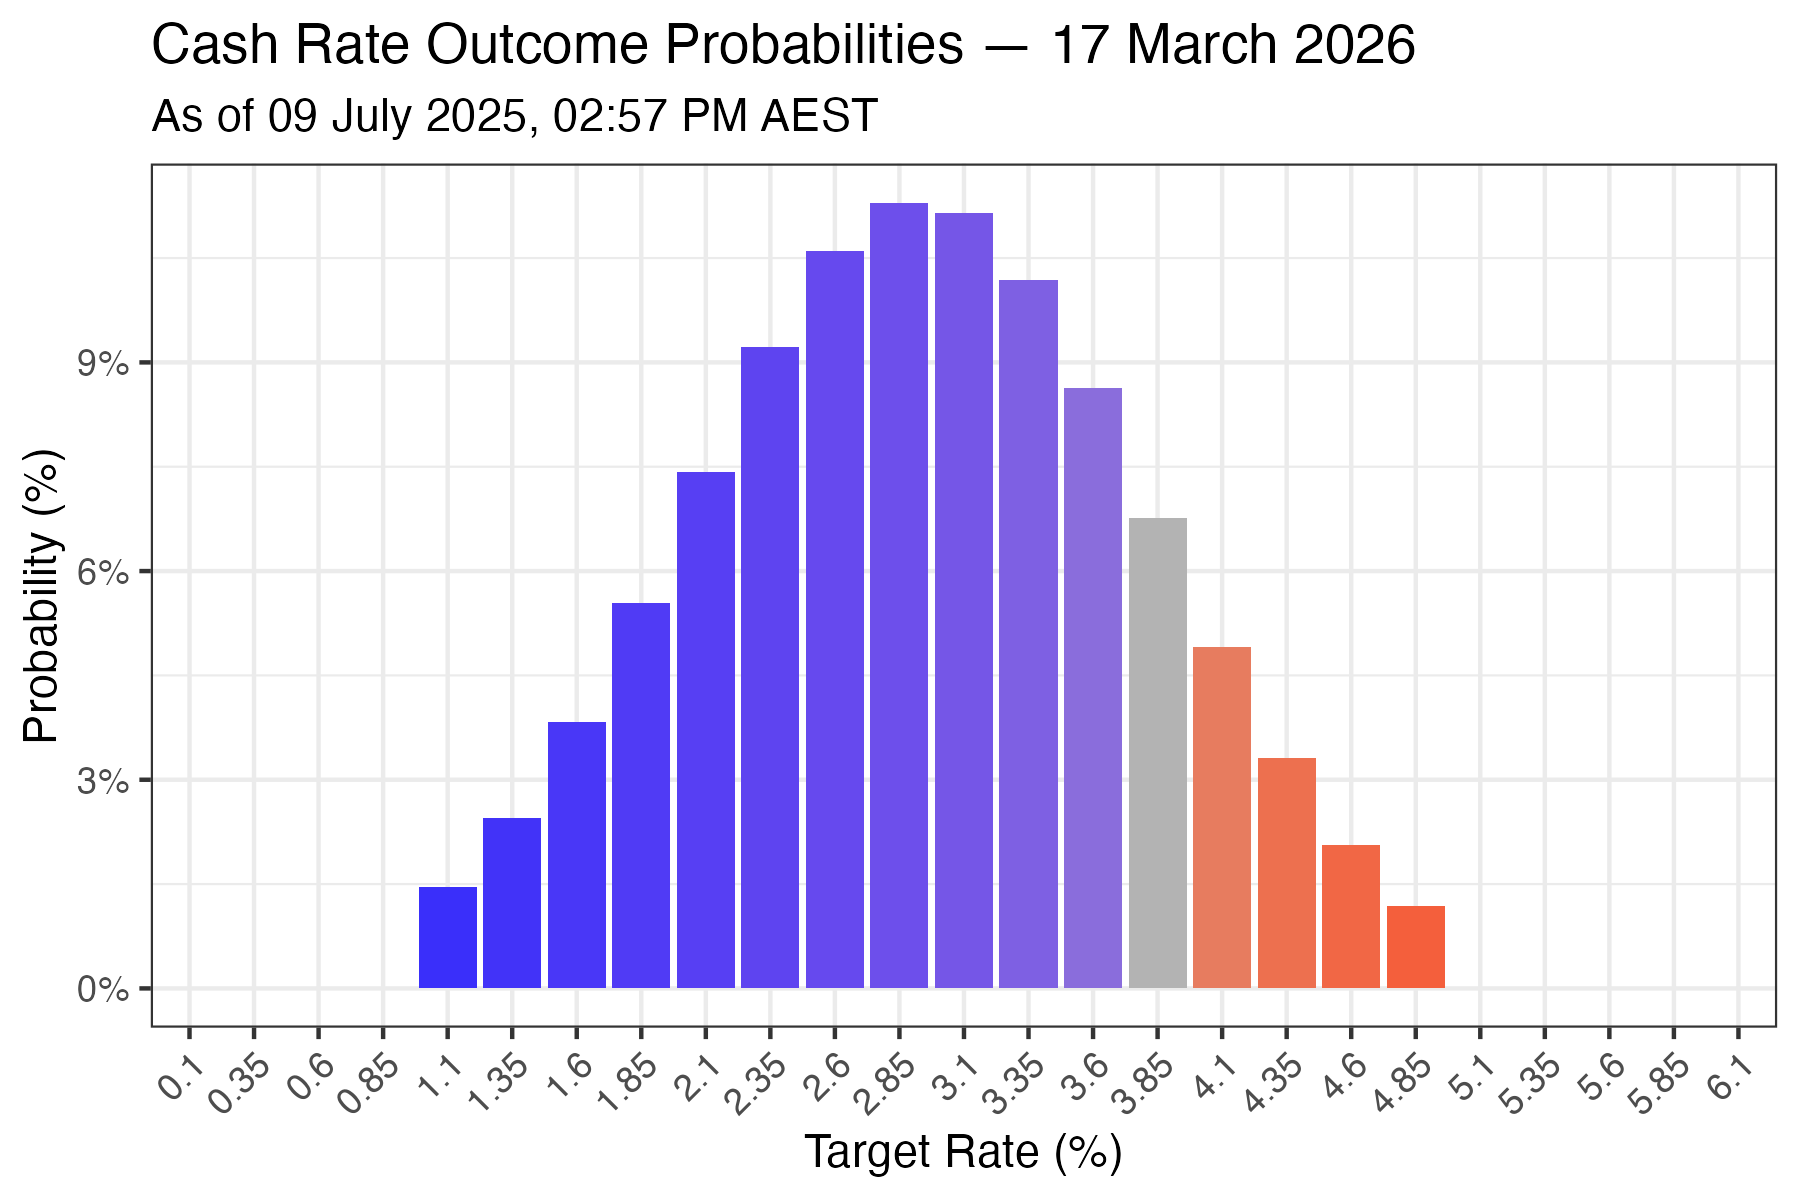 Cash Rate Outcome Probabilities — 17 March 2026
As of 09 July 2025, 02:57 PM AEST
Probability (%)
9%
6%
3%
0%
0.1 0.35 0.6 0.85 1.1 1.35 1.6 1.85 2.1 2.35 2.6 2.85 3.1 3.35 3.6 3.85 4.1 4.35 4.6 4.85 5.1 5.35 5.6 5.85 6.1
Target Rate (%)